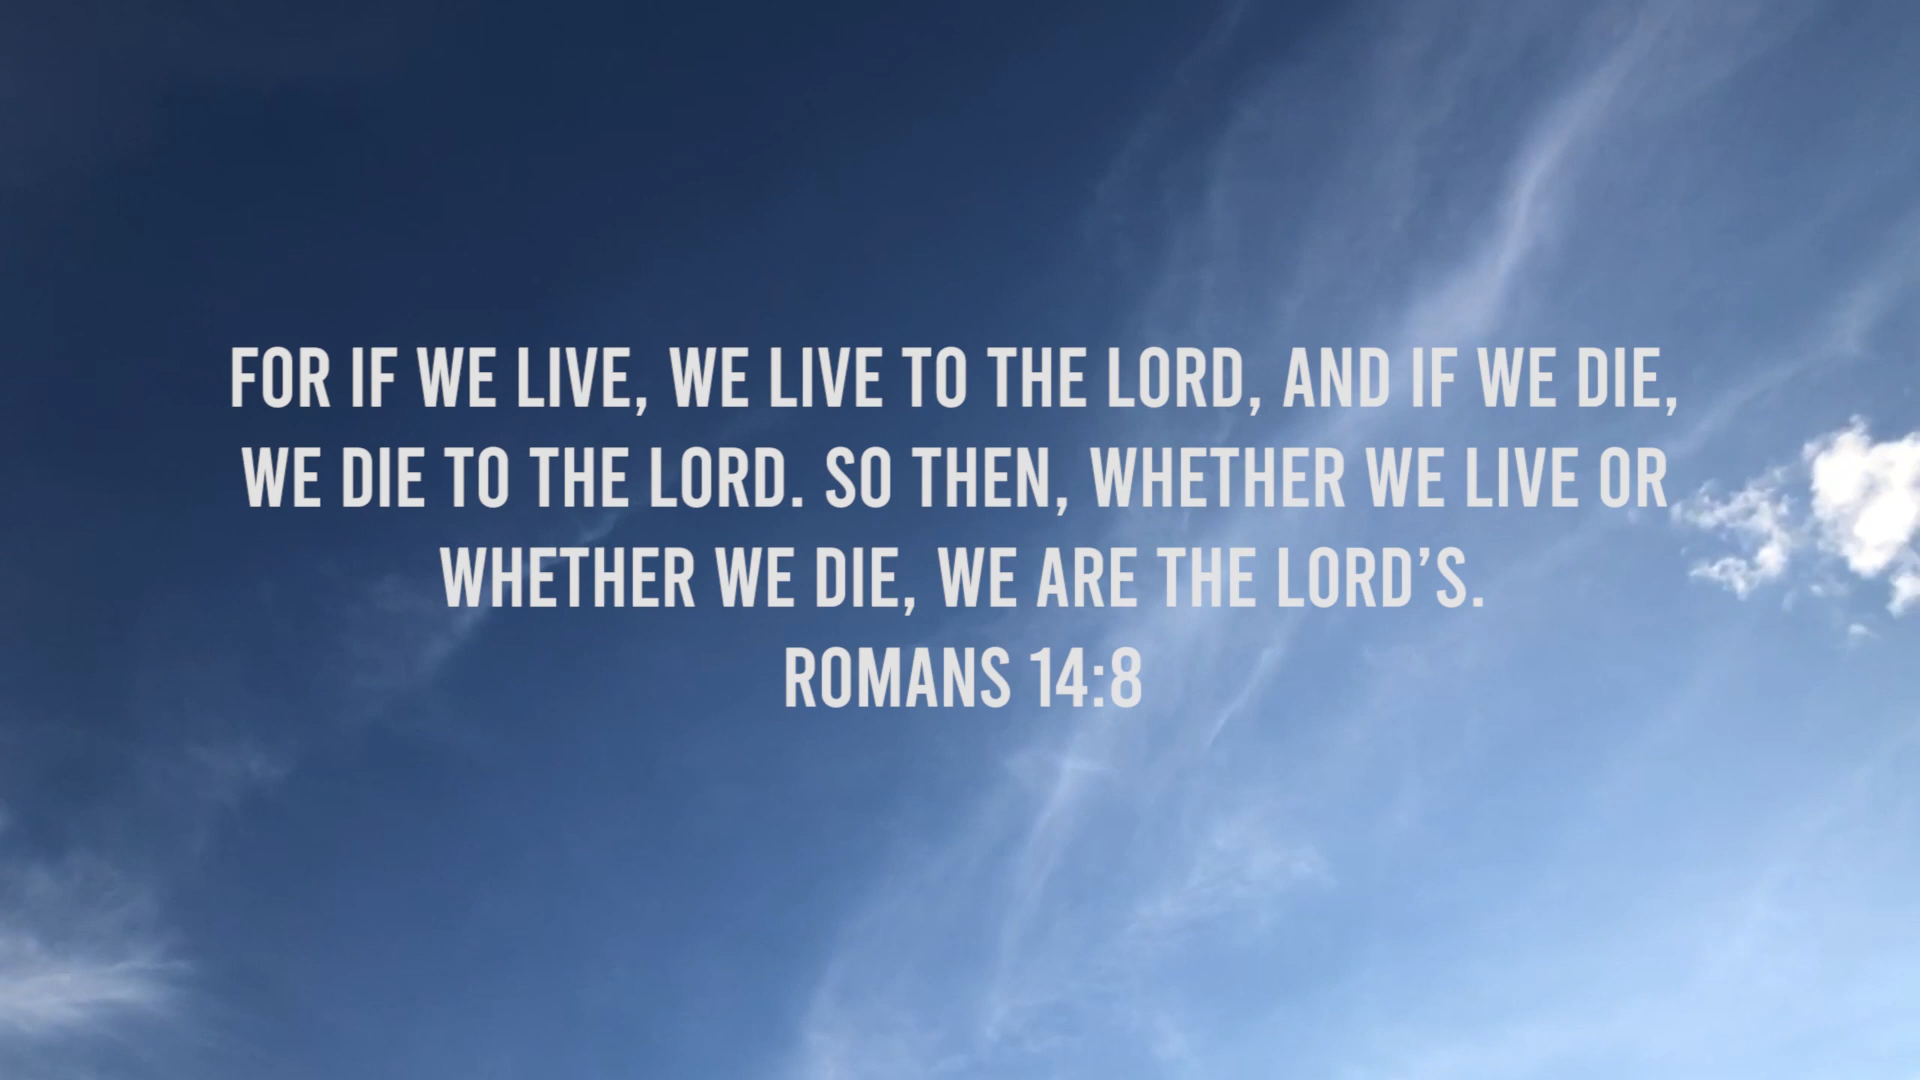 FOR IF WE LIVE, WE LIVE TO THE LORD, AND IF WE DIE,
WE DIE TO THE LORD. SO THEN, WHETHER WE LIVE OR
WHETHER WE DIE, WE ARE THE LORD’S.
ROMANS 14:8